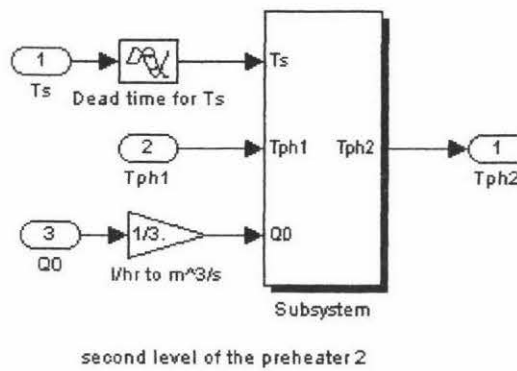 1
Ts
Dead time for Ts
Ts
2
Tph1
Tph1
Tph2
1
Tph2
3
Q0
1/3.
l/hr to m^3/s
Q0
Subsystem
second level of the preheater 2